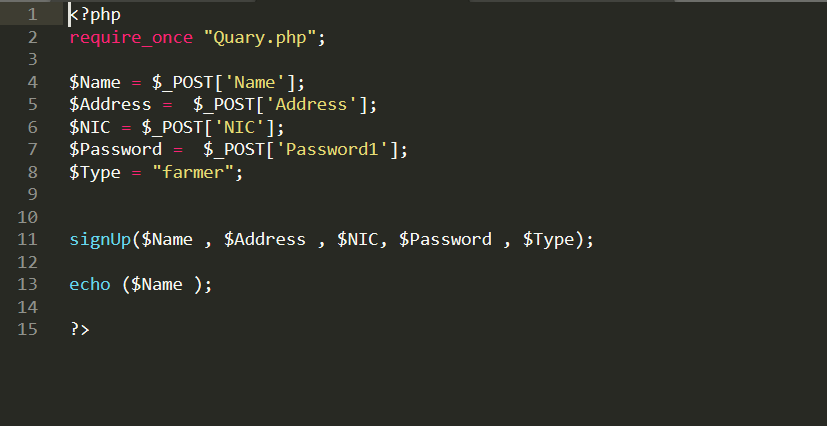 1 <?php
2 require_once "Quary.php";
3
4 $Name = $_POST['Name'];
5 $Address =  $_POST['Address'];
6 $NIC = $_POST['NIC'];
7 $Password =  $_POST['Password1'];
8 $Type = "farmer";
9
10
11 signUp($Name , $Address , $NIC, $Password , $Type);
12
13 echo ($Name );
14
15 ?>